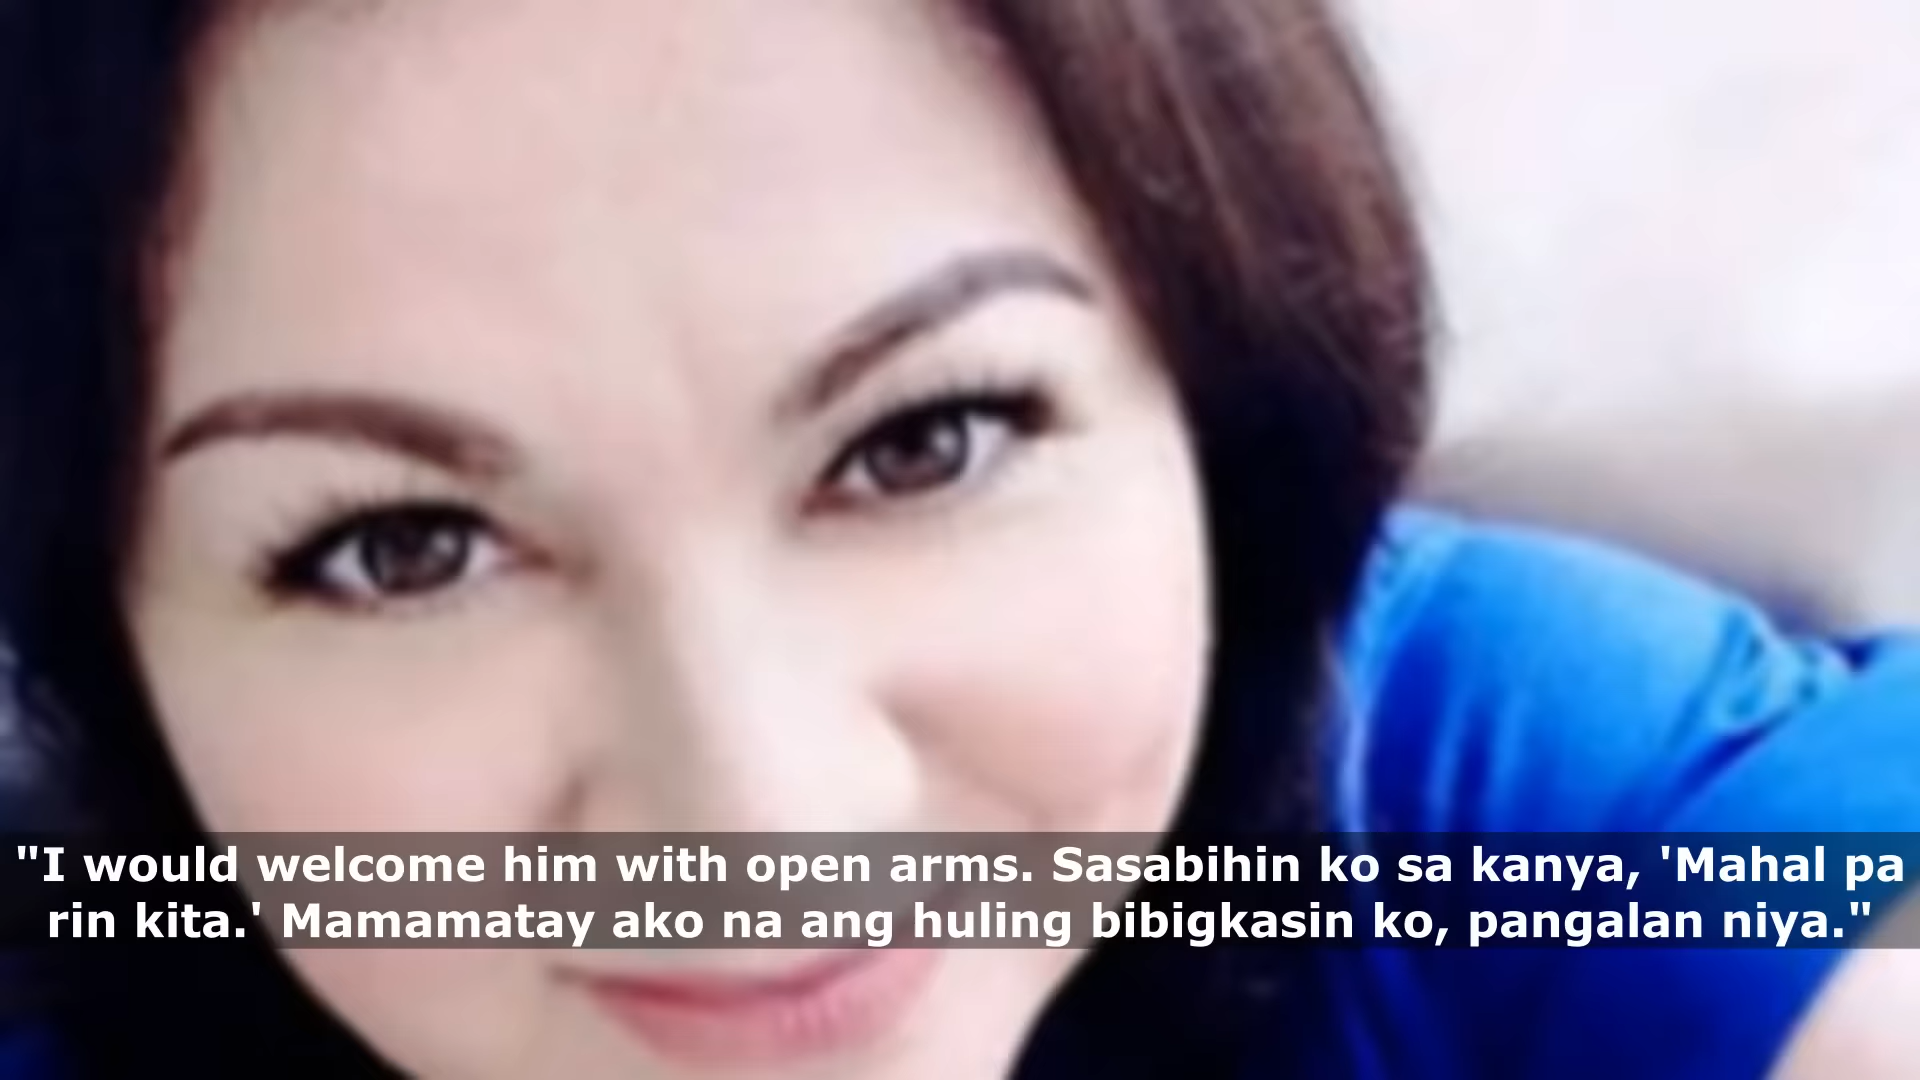 "I would welcome him with open arms. Sasabihin ko sa kanya, 'Mahal pa
rin kita.' Mamamatay ako na ang huling bibigkasin ko, pangalan niya."